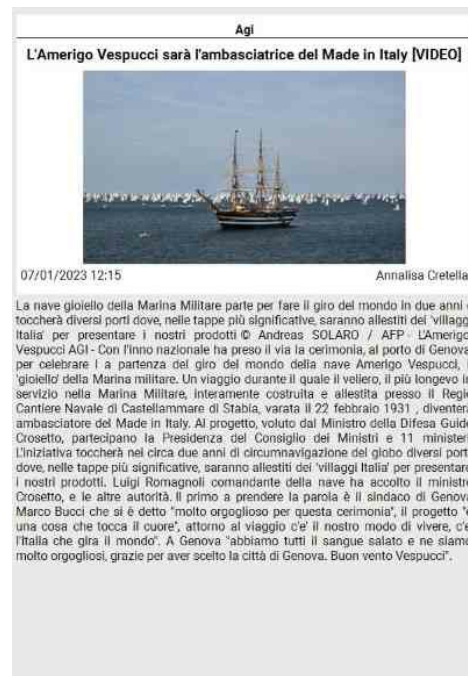 Agi
L'Amerigo Vespucci sarà l'ambasciatrice del Made in Italy [VIDEO]
07/01/2023 12:15 Annalisa Cretella
La nave gioiello della Marina Militare parte per fare il giro del mondo in due anni
toccherà diversi porti dove, nelle tappe più significative, saranno allestiti dei 'villaggi
Italia' per presentare i nostri prodotti © Andreas SOLARO / AFP - L'Amerigo
Vespucci AGI - Con l'inno nazionale ha preso il via la cerimonia, al porto di Genova
per celebrare l a partenza del giro del mondo della nave Amerigo Vespucci,
'gioiello' della Marina militare. Un viaggio durante il quale il veliero, il più longevo in
servizio nella Marina Militare, interamente costruita e allestita presso il Regio
Cantiere Navale di Castellammare di Stabia, varata il 22 febbraio 1931 , diventerà
ambasciatore del Made in Italy. Al progetto, voluto dal Ministro della Difesa Guido
Crosetto, partecipano la Presidenza del Consiglio dei Ministri e 11 ministeri
L'iniziativa toccherà nei circa due anni di circumnavigazione del globo diversi porti
dove, nelle tappe più significative, saranno allestiti dei 'villaggi Italia' per presentare
i nostri prodotti. Luigi Romagnoli comandante della nave ha accolto il ministro
Crosetto, e le altre autorità. Il primo a prendere la parola è il sindaco di Genova
Marco Bucci che si è detto "molto orgoglioso per questa cerimonia", il progetto "è
una cosa che tocca il cuore", attorno al viaggio c'e' il nostro modo di vivere, c'è
l'Italia che gira il mondo". A Genova "abbiamo tutti il sangue salato e ne siamo
molto orgogliosi, grazie per aver scelto la città di Genova. Buon vento Vespucci".